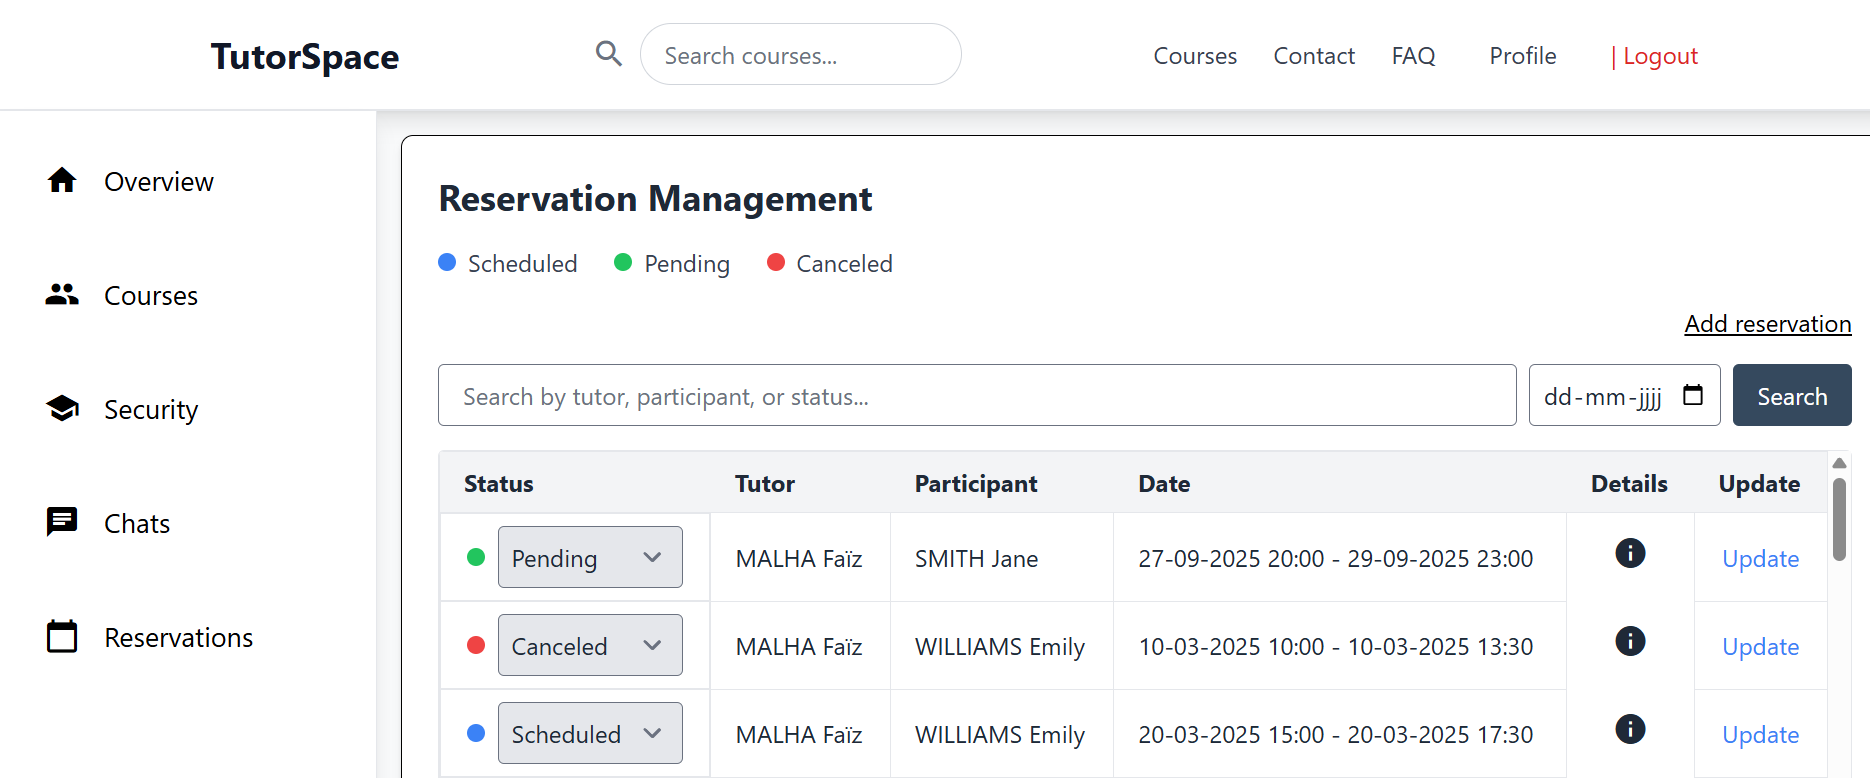 TutorSpace
Search courses...
Courses Contact FAQ Profile | Logout
Overview
Courses
Security
Chats
Reservations
Reservation Management
Scheduled Pending Canceled
Add reservation
Search by tutor, participant, or status...
dd-mm-jjjj
Search
Status Tutor Participant Date Details Update
Pending MALHA Faïz SMITH Jane 27-09-2025 20:00 - 29-09-2025 23:00 Update
Canceled MALHA Faïz WILLIAMS Emily 10-03-2025 10:00 - 10-03-2025 13:30 Update
Scheduled MALHA Faïz WILLIAMS Emily 20-03-2025 15:00 - 20-03-2025 17:30 Update